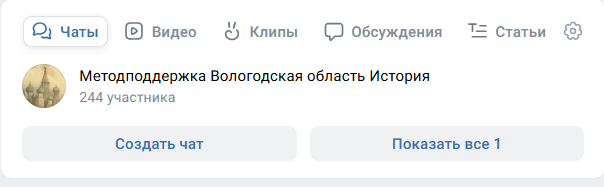 Чаты Видео Клипы Обсуждения Статьи
Методподдержка Вологодская область История
244 участника
Создать чат Показать все 1